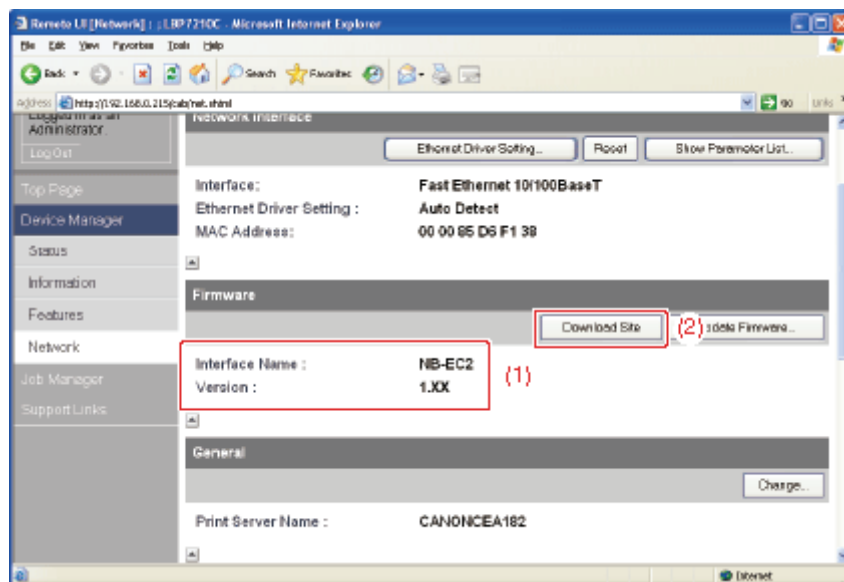 Remote UI [Network] : ; LBP7210C - Microsoft Internet Explorer
File Edit View Favorites Tools Help
Back Search Favorites
Address http://192.168.0.215/cab/net.shtml Go Links
Logged in as an
Administrator.
Log Out
Network Interface
Ethernet Driver Setting... Reset Show Parameter List...
Top Page
Device Manager
Status
Information
Features
Network
Job Manager
Support Links
Interface: Fast Ethernet 10/100BaseT
Ethernet Driver Setting : Auto Detect
MAC Address: 00 00 85 D6 F1 38
Firmware
Download Site (2) pdate Firmware...
Interface Name : NB-EC2
Version : 1.XX
(1)
General
Change...
Print Server Name : CANONCEA182
Internet